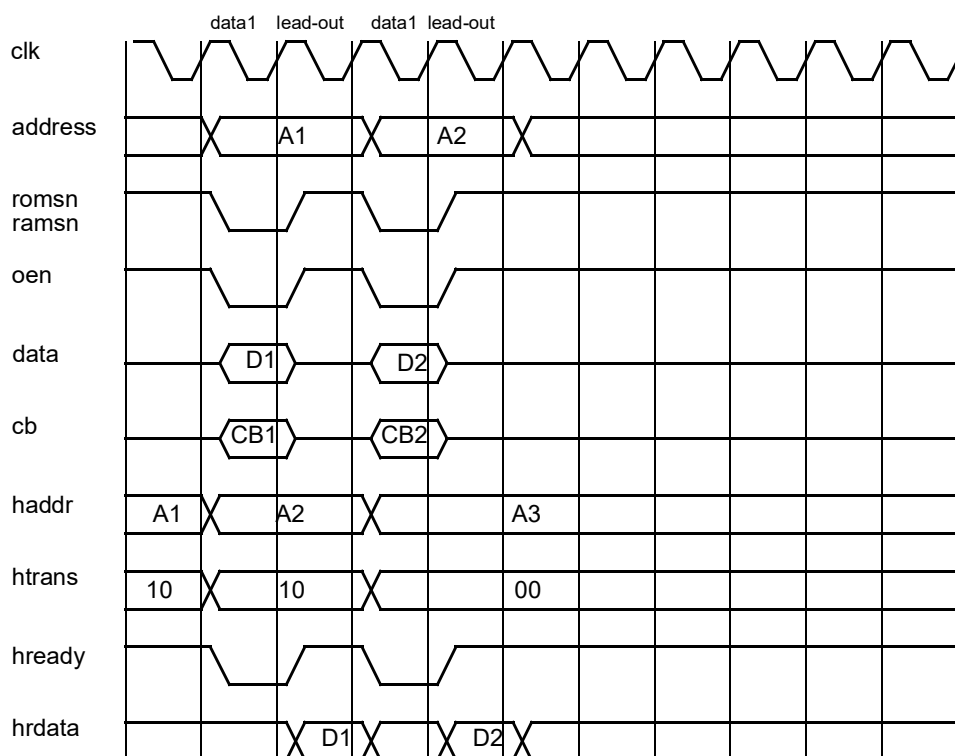 data1 lead-out data1 lead-out
clk
address A1 A2
romsn
ramsn
oen
data D1 D2
cb CB1 CB2
haddr A1 A2 A3
htrans 10 10 00
hready
hrdata D1 D2